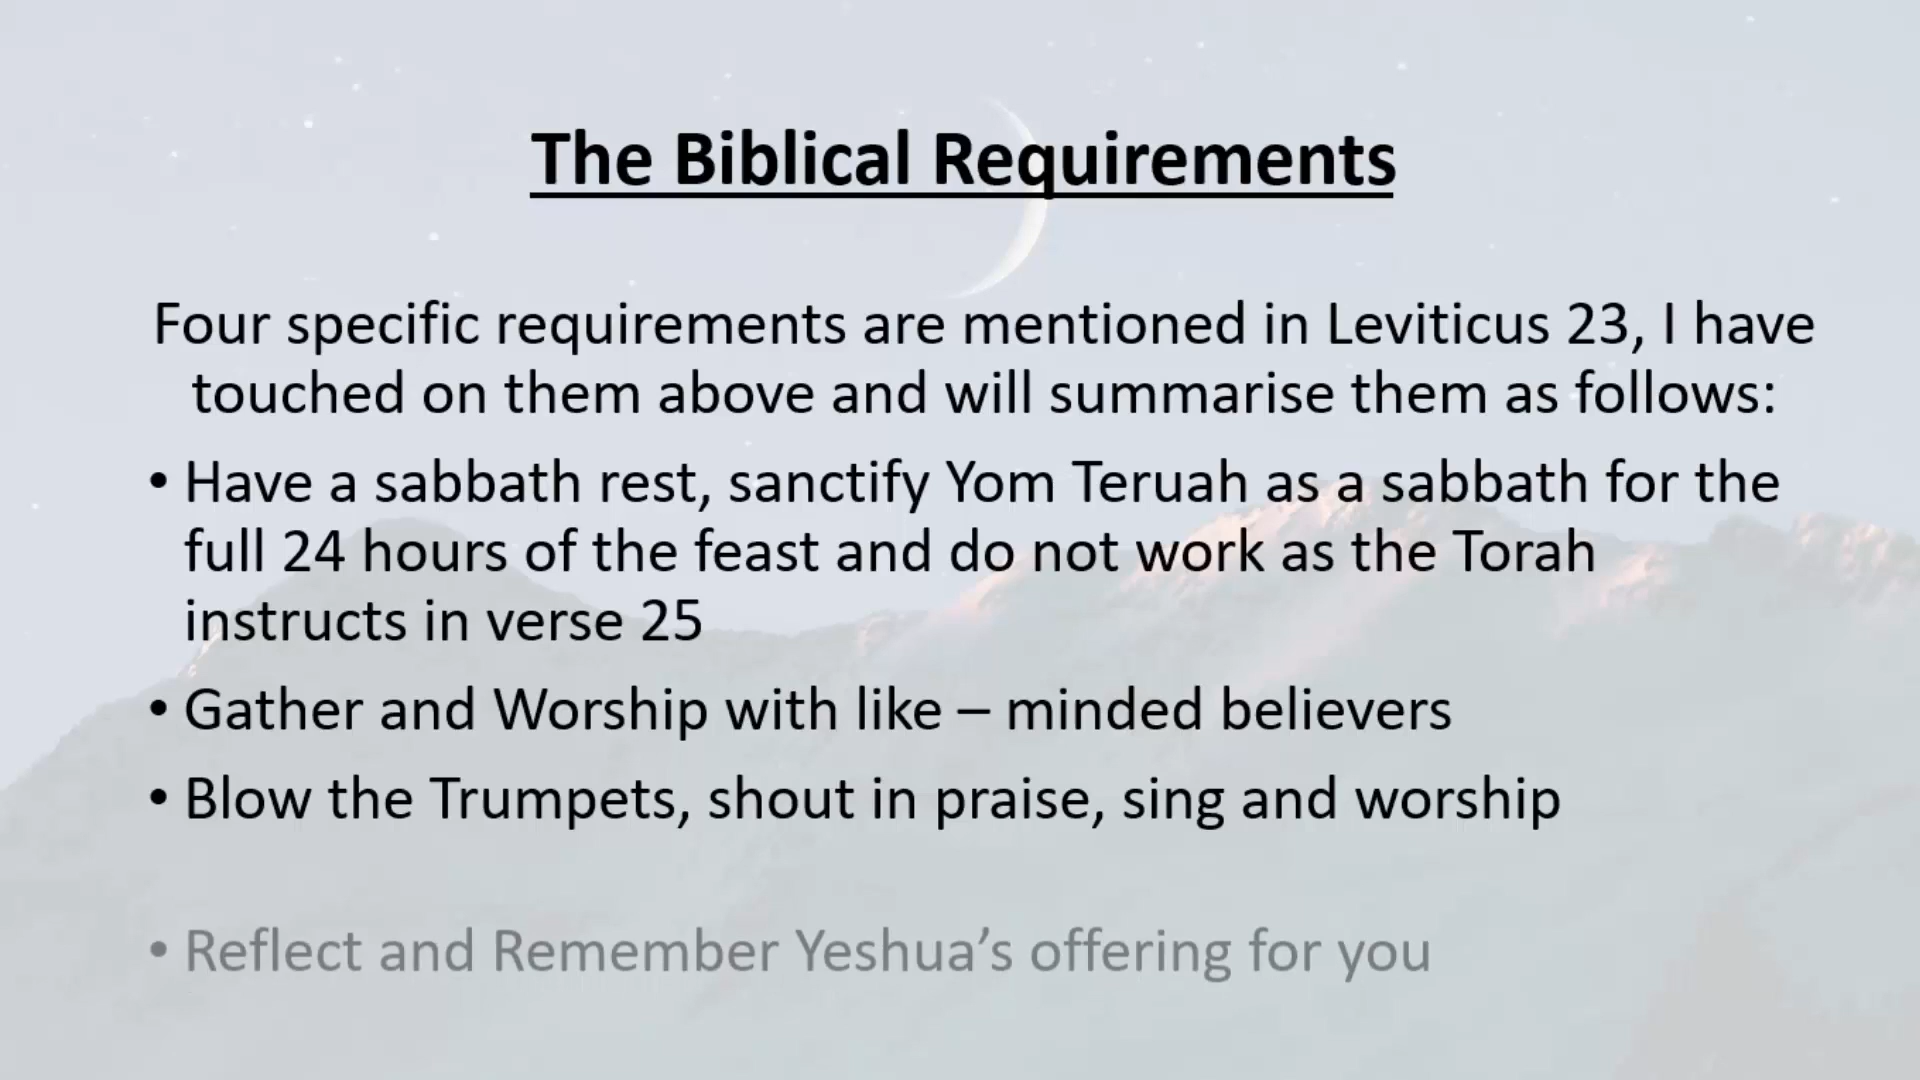 The Biblical Requirements
Four specific requirements are mentioned in Leviticus 23, I have
touched on them above and will summarise them as follows:
• Have a sabbath rest, sanctify Yom Teruah as a sabbath for the
full 24 hours of the feast and do not work as the Torah
instructs in verse 25
• Gather and Worship with like – minded believers
• Blow the Trumpets, shout in praise, sing and worship
• Reflect and Remember Yeshua’s offering for you